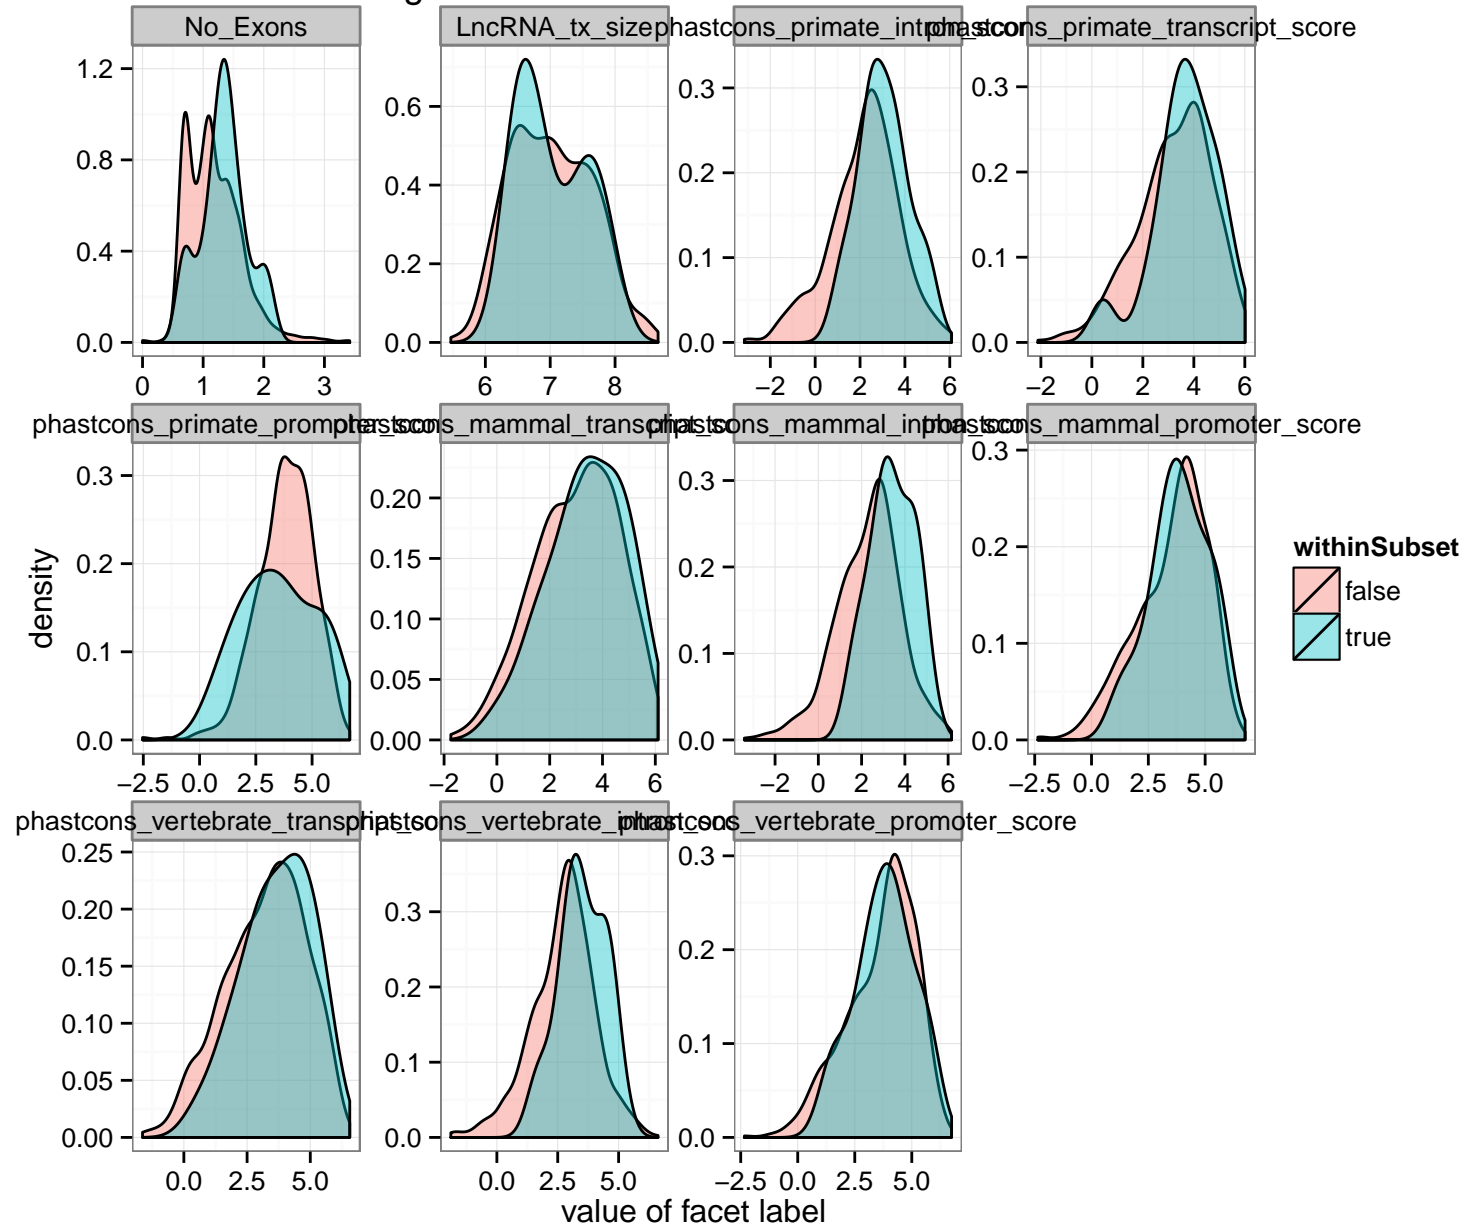 No_Exons
LncRNA_tx_size
phastcons_primate_intron_score
phastcons_primate_transcript_score
1.2
0.8
0.4
0.0
0 1 2 3
0.6
0.4
0.2
0.0
6 7 8
0.3
0.2
0.1
0.0
−2 0 2 4 6
0.3
0.2
0.1
0.0
−2 0 2 4 6
phastcons_primate_promoter_score
phastcons_mammal_transcript_score
phastcons_mammal_intron_score
phastcons_mammal_promoter_score
0.3
0.2
0.1
0.0
−2.5 0.0 2.5 5.0
0.20
0.15
0.10
0.05
0.00
−2 0 2 4 6
0.3
0.2
0.1
0.0
−2 0 2 4 6
0.3
0.2
0.1
0.0
−2.5 0.0 2.5 5.0
phastcons_vertebrate_transcript_score
phastcons_vertebrate_intron_score
phastcons_vertebrate_promoter_score
0.25
0.20
0.15
0.10
0.05
0.00
0.0 2.5 5.0
0.3
0.2
0.1
0.0
0.0 2.5 5.0
0.3
0.2
0.1
0.0
−2.5 0.0 2.5 5.0
density
value of facet label
withinSubset
false
true